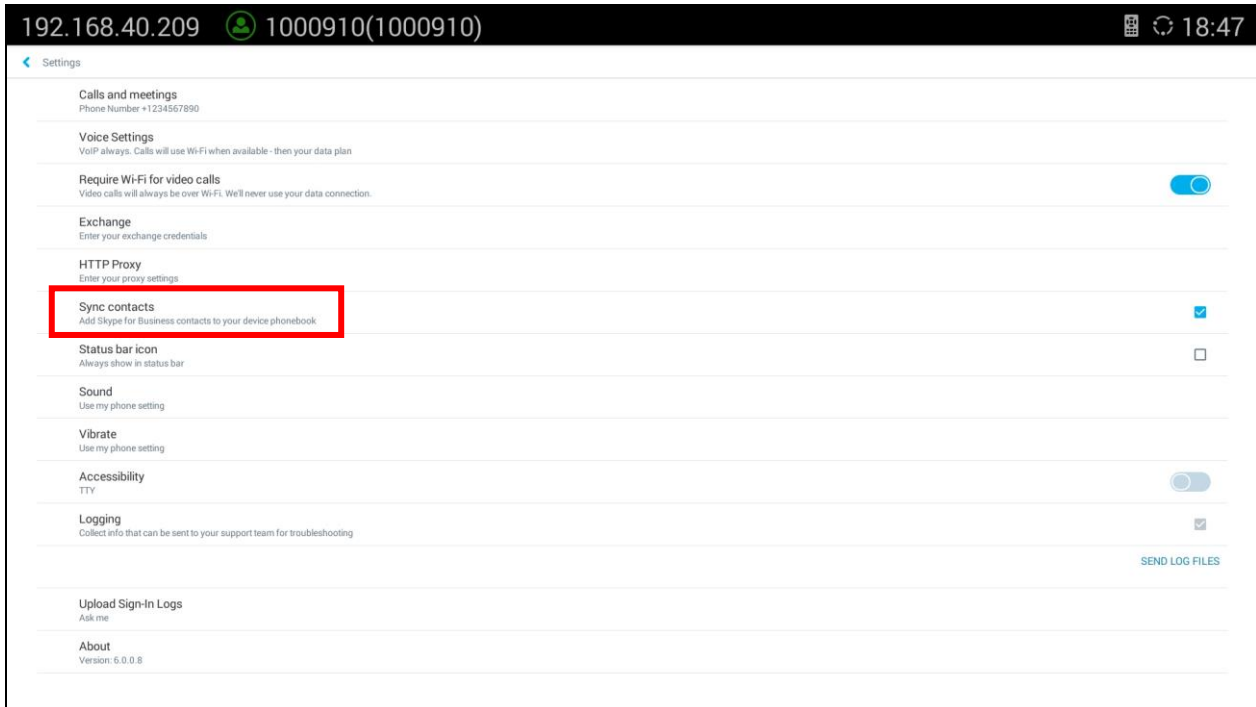 192.168.40.209 1000910(1000910) 18:47
Settings
Calls and meetings
Phone Number +1234567890
Voice Settings
VoIP always. Calls will use Wi-Fi when available - then your data plan
Require Wi-Fi for video calls
Video calls will always be over Wi-Fi. We'll never use your data connection.
Exchange
Enter your exchange credentials
HTTP Proxy
Enter your proxy settings
Sync contacts
Add Skype for Business contacts to your device phonebook
Status bar icon
Always show in status bar
Sound
Use my phone setting
Vibrate
Use my phone setting
Accessibility
TTY
Logging
Collect info that can be sent to your support team for troubleshooting
SEND LOG FILES
Upload Sign-In Logs
Ask me
About
Version: 6.0.0.8